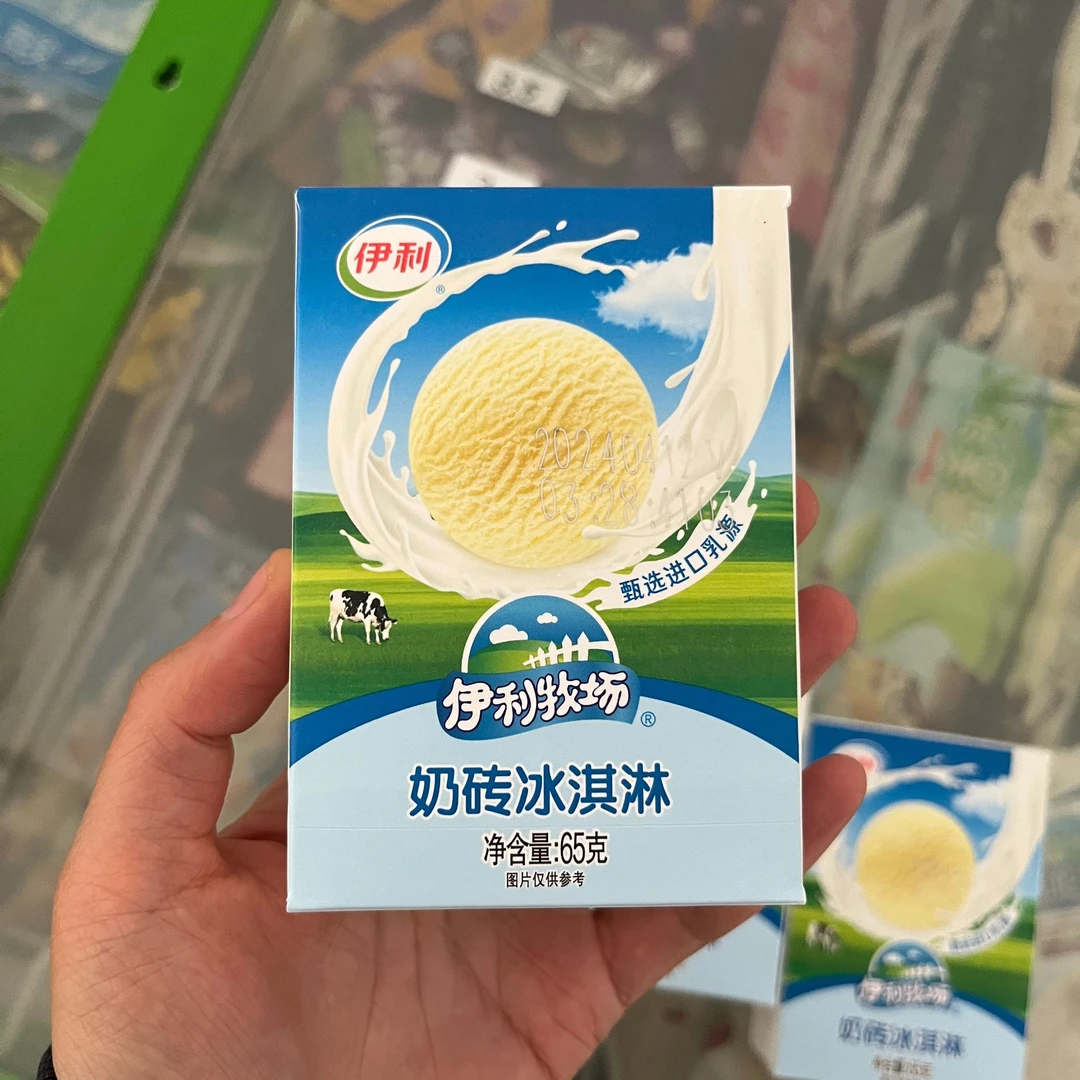 伊利
®
20240412
03:28:4707
甄选进口乳源
伊利牧场®
奶砖冰淇淋
净含量:65克
图片仅供参考
伊利牧场
奶砖冰淇淋